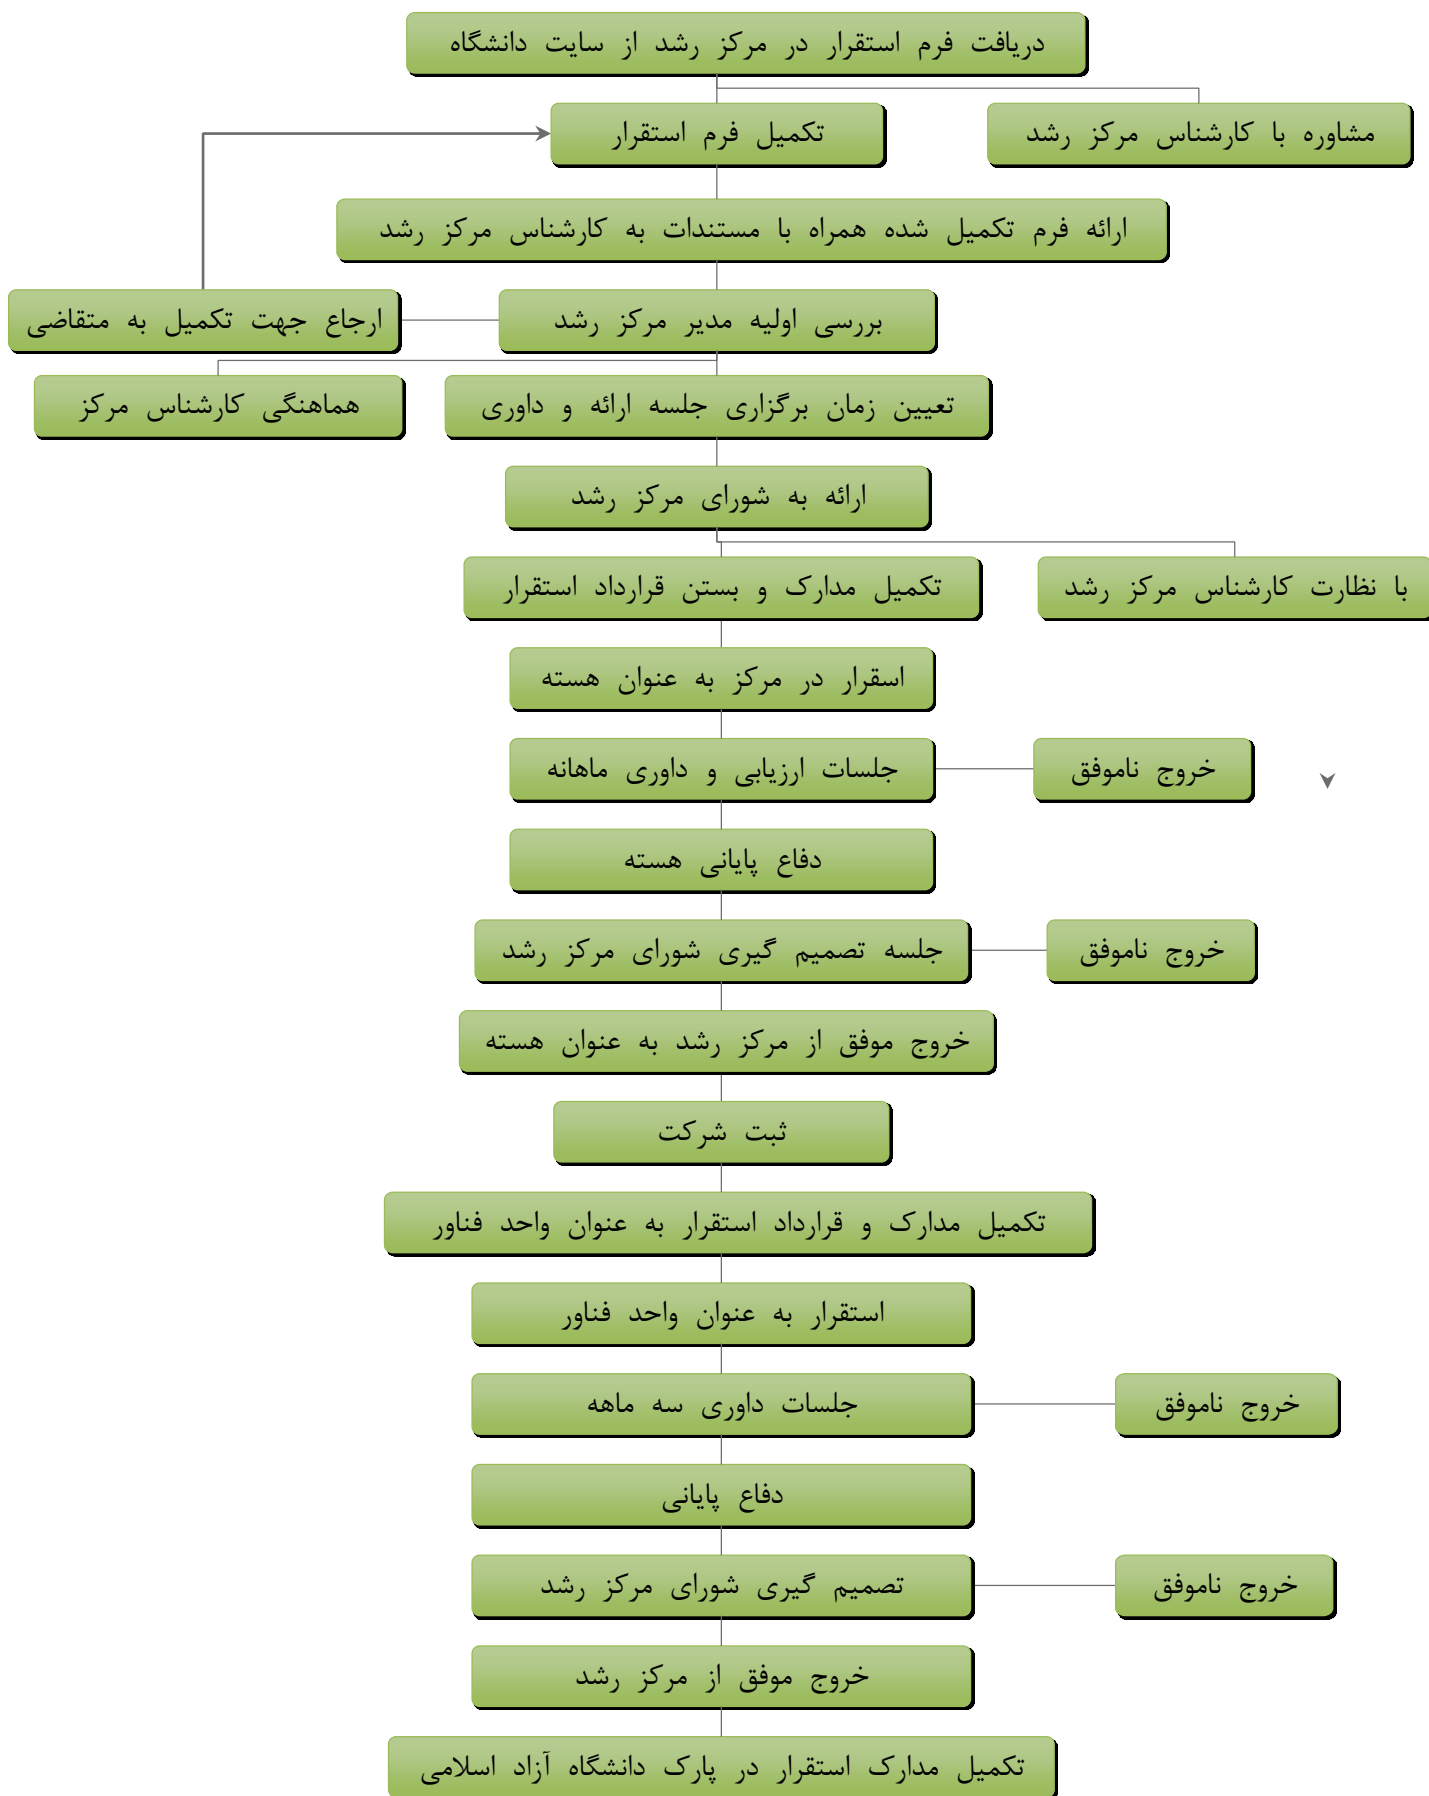 دریافت فرم استقرار در مرکز رشد از سایت دانشگاه
مشاوره با کارشناس مرکز رشد
تکمیل فرم استقرار
ارائه فرم تکمیل شده همراه با مستندات به کارشناس مرکز رشد
بررسی اولیه مدیر مرکز رشد
ارجاع جهت تکمیل به متقاضی
تعیین زمان برگزاری جلسه ارائه و داوری
هماهنگی کارشناس مرکز
ارائه به شورای مرکز رشد
با نظارت کارشناس مرکز رشد
تکمیل مدارک و بستن قرارداد استقرار
اسقرار در مرکز به عنوان هسته
خروج ناموفق
جلسات ارزیابی و داوری ماهانه
دفاع پایانی هسته
خروج ناموفق
جلسه تصمیم گیری شورای مرکز رشد
خروج موفق از مرکز رشد به عنوان هسته
ثبت شرکت
تکمیل مدارک و قرارداد استقرار به عنوان واحد فناور
استقرار به عنوان واحد فناور
خروج ناموفق
جلسات داوری سه ماهه
دفاع پایانی
خروج ناموفق
تصمیم گیری شورای مرکز رشد
خروج موفق از مرکز رشد
تکمیل مدارک استقرار در پارک دانشگاه آزاد اسلامی